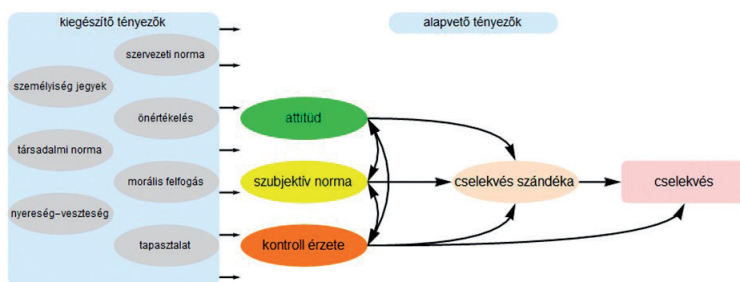 kiegészítő tényezők
alapvető tényezők
szervezeti norma
személyiség jegyek
önértékelés
társadalmi norma
morális felfogás
nyereség–veszteség
tapasztalat
attitűd
szubjektív norma
kontroll érzete
cselekvés szándéka
cselekvés